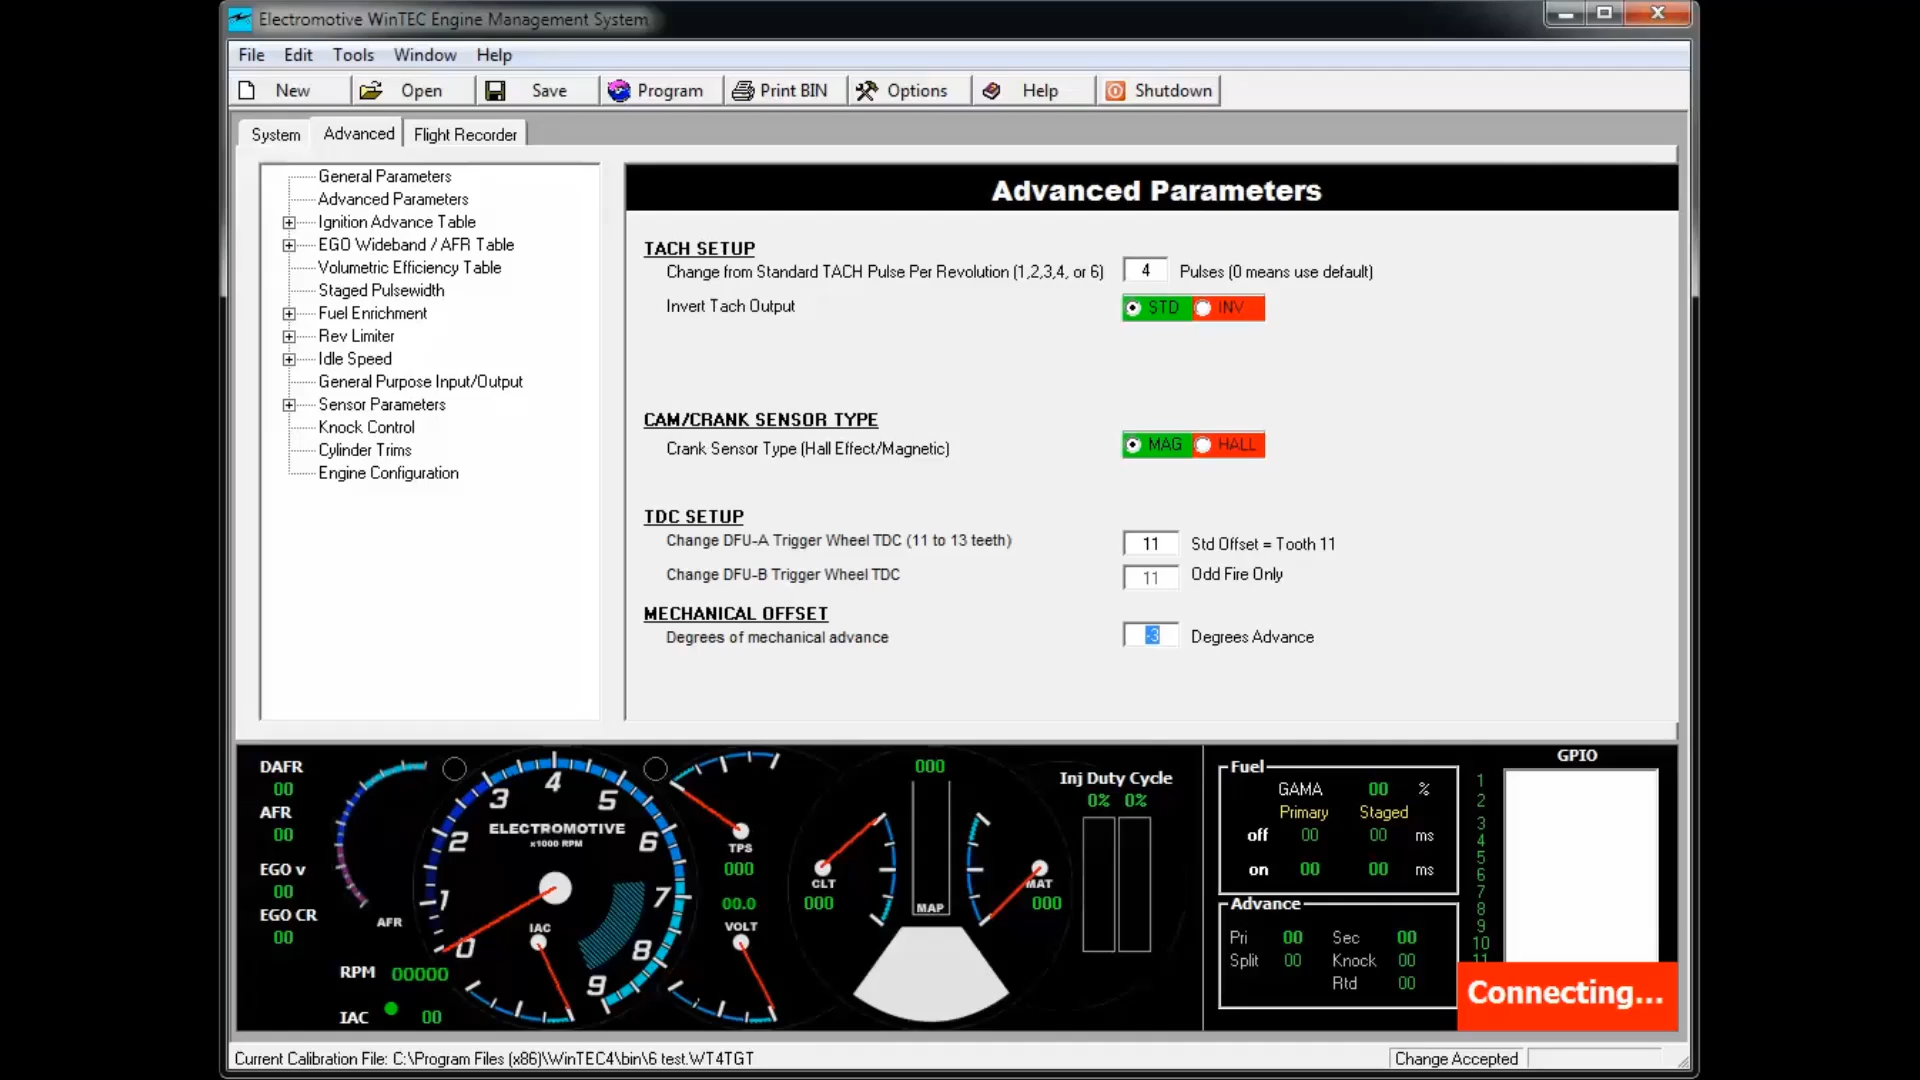 Electromotive WinTEC Engine Management System
File Edit Tools Window Help
New Open Save Program Print BIN Options Help Shutdown
System Advanced Flight Recorder
General Parameters
Advanced Parameters
Ignition Advance Table
EGO Wideband / AFR Table
Volumetric Efficiency Table
Staged Pulsewidth
Fuel Enrichment
Rev Limiter
Idle Speed
General Purpose Input/Output
Sensor Parameters
Knock Control
Cylinder Trims
Engine Configuration
Advanced Parameters
TACH SETUP
Change from Standard TACH Pulse Per Revolution (1,2,3,4, or 6) 4 Pulses (0 means use default)
Invert Tach Output STD INV
CAM/CRANK SENSOR TYPE
Crank Sensor Type (Hall Effect/Magnetic) MAG HALL
TDC SETUP
Change DFU-A Trigger Wheel TDC (11 to 13 teeth) 11 Std Offset = Tooth 11
Change DFU-B Trigger Wheel TDC 11 Odd Fire Only
MECHANICAL OFFSET
Degrees of mechanical advance -3 Degrees Advance
DAFR
00
AFR
00
EGO v
00
EGO CR
00
AFR
RPM 00000
IAC 00
0 1 2 3 4 5 6 7 8 9
ELECTROMOTIVE
x1000 RPM
IAC
TPS
000
00.0
VOLT
CLT
000
000
MAP
MAT
000
Inj Duty Cycle
0% 0%
Fuel
GAMA 00 %
Primary Staged
off 00 00 ms
on 00 00 ms
Advance
Pri 00 Sec 00
Split 00 Knock 00
Rtd 00
GPIO
1
2
3
4
5
6
7
8
9
10
11
Connecting...
Current Calibration File: C:\Program Files (x86)\WinTEC4\bin\6 test.WT4TGT
Change Accepted